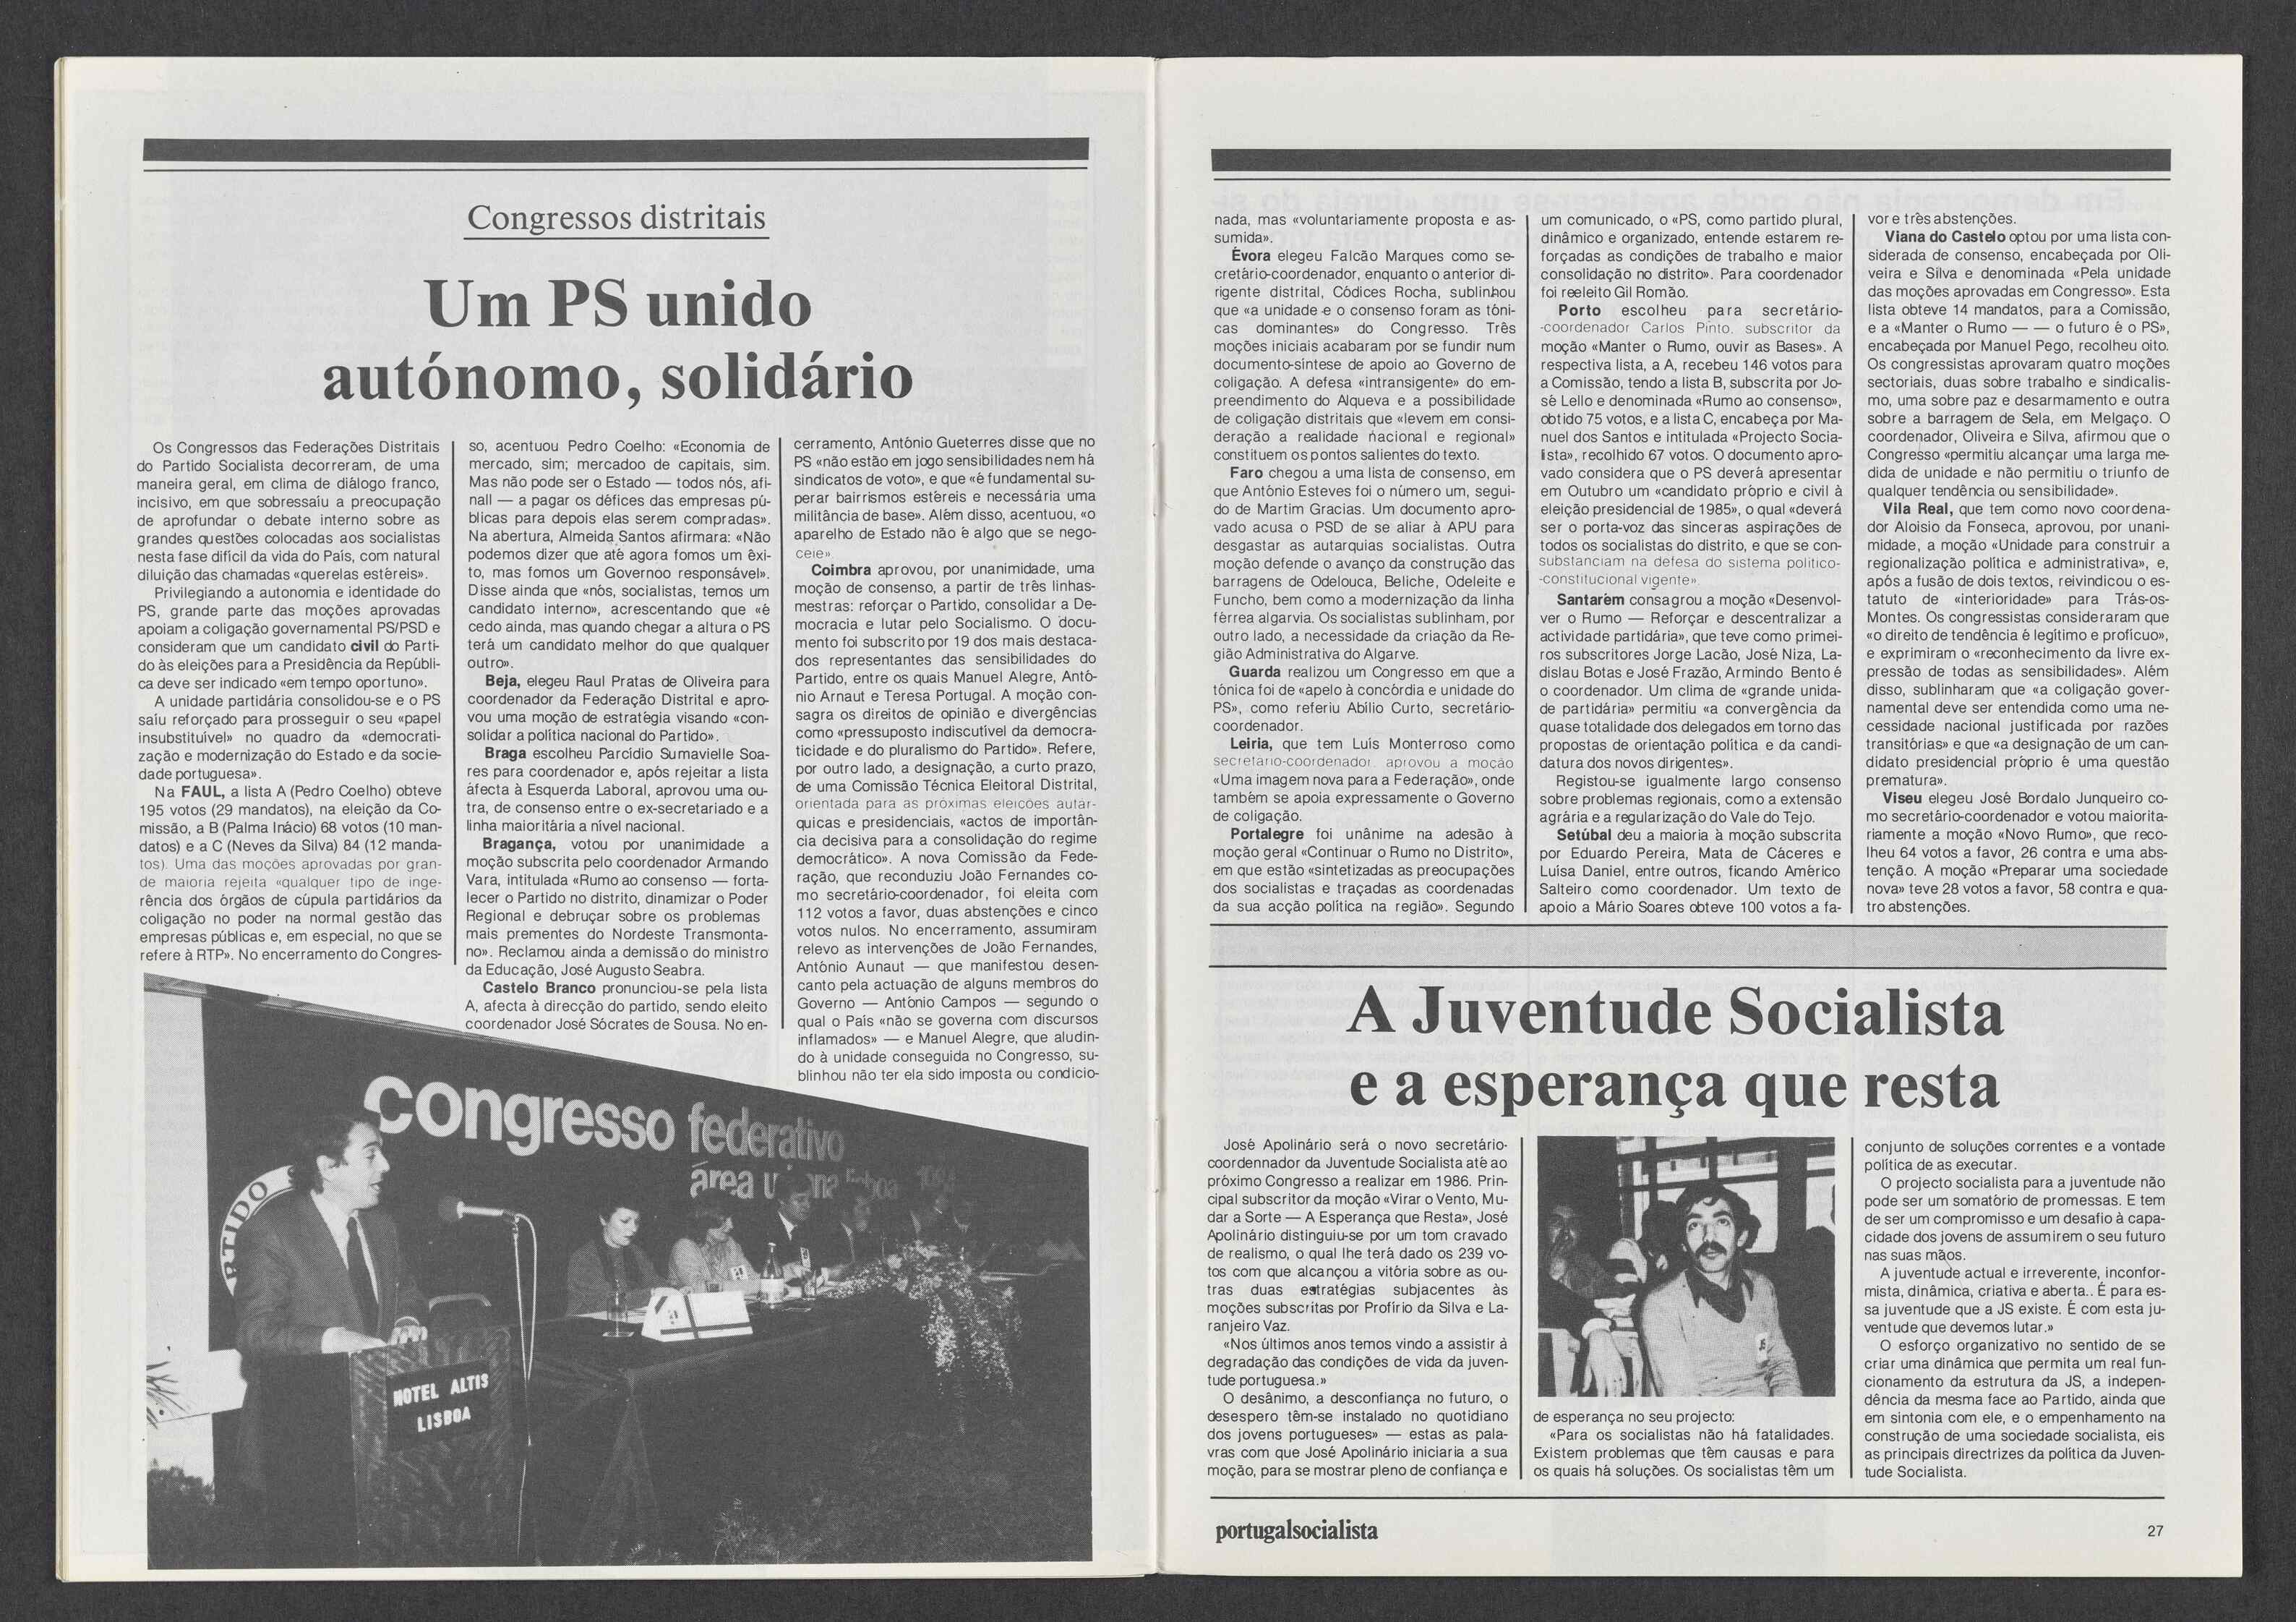 Congressos distritais
Um PS unido
autónomo, solidário
Os Congressos das Federações Distritais
do Partido Socialista decorreram, de uma
maneira geral, em clima de diálogo franco,
incisivo, em que sobressaíu a preocupação
de aprofundar o debate interno sobre as
grandes questões colocadas aos socialistas
nesta fase difícil da vida do País, com natural
diluição das chamadas «querelas estéreis».
Privilegiando a autonomia e identidade do
PS, grande parte das moções aprovadas
apoiam a coligação governamental PS/PSD e
consideram que um candidato civil do Parti-
do às eleições para a Presidência da Repúbli-
ca deve ser indicado «em tempo oportuno».
A unidade partidária consolidou-se e o PS
saíu reforçado para prosseguir o seu «papel
insubstituível» no quadro da «democrati-
zação e modernização do Estado e da socie-
dade portuguesa».
Na FAUL, a lista A (Pedro Coelho) obteve
195 votos (29 mandatos), na eleição da Co-
missão, a B (Palma Inácio) 68 votos (10 man-
datos) e a C (Neves da Silva) 84 (12 manda-
tos). Uma das moções aprovadas por gran-
de maioria rejeita «qualquer tipo de inge-
rência dos órgãos de cúpula partidários da
coligação no poder na normal gestão das
empresas públicas e, em especial, no que se
refere à RTP». No encerramento do Congres-
so, acentuou Pedro Coelho: «Economia de
mercado, sim; mercadoo de capitais, sim.
Mas não pode ser o Estado — todos nós, afi-
nall — a pagar os défices das empresas pú-
blicas para depois elas serem compradas».
Na abertura, Almeida Santos afirmara: «Não
podemos dizer que até agora fomos um êxi-
to, mas fomos um Governoo responsável».
Disse ainda que «nós, socialistas, temos um
candidato interno», acrescentando que «é
cedo ainda, mas quando chegar a altura o PS
terá um candidato melhor do que qualquer
outro».
Beja, elegeu Raul Pratas de Oliveira para
coordenador da Federação Distrital e apro-
vou uma moção de estratégia visando «con-
solidar a política nacional do Partido».
Braga escolheu Parcídio Sumavielle Soa-
res para coordenador e, após rejeitar a lista
áfecta à Esquerda Laboral, aprovou uma ou-
tra, de consenso entre o ex-secretariado e a
linha maioritária a nível nacional.
Bragança, votou por unanimidade a
moção subscrita pelo coordenador Armando
Vara, intitulada «Rumo ao consenso — forta-
lecer o Partido no distrito, dinamizar o Poder
Regional e debruçar sobre os problemas
mais prementes do Nordeste Transmonta-
no». Reclamou ainda a demissão do ministro
da Educação, José Augusto Seabra.
Castelo Branco pronunciou-se pela lista
A, afecta à direcção do partido, sendo eleito
coordenador José Sócrates de Sousa. No en-
cerramento, António Gueterres disse que no
PS «não estão em jogo sensibilidades nem há
sindicatos de voto», e que «é fundamental su-
perar bairrismos estéreis e necessária uma
militância de base». Além disso, acentuou, «o
aparelho de Estado não é algo que se nego-
ceie».
Coimbra aprovou, por unanimidade, uma
moção de consenso, a partir de três linhas-
mestras: reforçar o Partido, consolidar a De-
mocracia e lutar pelo Socialismo. O docu-
mento foi subscrito por 19 dos mais destaca-
dos representantes das sensibilidades do
Partido, entre os quais Manuel Alegre, Antó-
nio Arnaut e Teresa Portugal. A moção con-
sagra os direitos de opinião e divergências
como «pressuposto indiscutível da democra-
ticidade e do pluralismo do Partido». Refere,
por outro lado, a designação, a curto prazo,
de uma Comissão Técnica Eleitoral Distrital,
orientada para as próximas eleições autár-
quicas e presidenciais, «actos de importân-
cia decisiva para a consolidação do regime
democrático». A nova Comissão da Fede-
ração, que reconduziu João Fernandes co-
mo secretário-coordenador, foi eleita com
112 votos a favor, duas abstenções e cinco
votos nulos. No encerramento, assumiram
relevo as intervenções de João Fernandes,
António Aunaut — que manifestou desen-
canto pela actuação de alguns membros do
Governo — António Campos — segundo o
qual o País «não se governa com discursos
inflamados» — e Manuel Alegre, que aludin-
do à unidade conseguida no Congresso, su-
blinhou não ter ela sido imposta ou condicio-
congresso federativo
área
RTIDO S
HOTEL ALTIS
LISBOA
nada, mas «voluntariamente proposta e as-
sumida».
Évora elegeu Falcão Marques como se-
cretário-coordenador, enquanto o anterior di-
rigente distrital, Códices Rocha, sublinhou
que «a unidade e o consenso foram as tóni-
cas dominantes» do Congresso. Três
moções iniciais acabaram por se fundir num
documento-síntese de apoio ao Governo de
coligação. A defesa «intransigente» do em-
preendimento do Alqueva e a possibilidade
de coligação distritais que «levem em consi-
deração a realidade nacional e regional»
constituem os pontos salientes do texto.
Faro chegou a uma lista de consenso, em
que António Esteves foi o número um, segui-
do de Martim Gracias. Um documento apro-
vado acusa o PSD de se aliar à APU para
desgastar as autarquias socialistas. Outra
moção defende o avanço da construção das
barragens de Odelouca, Beliche, Odeleite e
Funcho, bem como a modernização da linha
férrea algarvia. Os socialistas sublinham, por
outro lado, a necessidade da criação da Re-
gião Administrativa do Algarve.
Guarda realizou um Congresso em que a
tónica foi de «apelo à concórdia e unidade do
PS», como referiu Abílio Curto, secretário-
coordenador.
Leiria, que tem Luís Monterroso como
secretário-coordenador, aprovou a moção
«Uma imagem nova para a Federação», onde
também se apoia expressamente o Governo
de coligação.
Portalegre foi unânime na adesão à
moção geral «Continuar o Rumo no Distrito»,
em que estão «sintetizadas as preocupações
dos socialistas e traçadas as coordenadas
da sua acção política na região». Segundo
um comunicado, o «PS, como partido plural,
dinâmico e organizado, entende estarem re-
forçadas as condições de trabalho e maior
consolidação no distrito». Para coordenador
foi reeleito Gil Romão.
Porto escolheu para secretário-
-coordenador Carlos Pinto, subscritor da
moção «Manter o Rumo, ouvir as Bases». A
respectiva lista, a A, recebeu 146 votos para
a Comissão, tendo a lista B, subscrita por Jo-
sé Lello e denominada «Rumo ao consenso»,
obtido 75 votos, e a lista C, encabeça por Ma-
nuel dos Santos e intitulada «Projecto Socia-
lista», recolhido 67 votos. O documento apro-
vado considera que o PS deverá apresentar
em Outubro um «candidato próprio e civil à
eleição presidencial de 1985», o qual «deverá
ser o porta-voz das sinceras aspirações de
todos os socialistas do distrito, e que se con-
substanciam na defesa do sistema político-
-constitucional vigente».
Santarém consagrou a moção «Desenvol-
ver o Rumo — Reforçar e descentralizar a
actividade partidária», que teve como primei-
ros subscritores Jorge Lacão, José Niza, La-
dislau Botas e José Frazão, Armindo Bento é
o coordenador. Um clima de «grande unida-
de partidária» permitiu «a convergência da
quase totalidade dos delegados em torno das
propostas de orientação política e da candi-
datura dos novos dirigentes».
Registou-se igualmente largo consenso
sobre problemas regionais, como a extensão
agrária e a regularização do Vale do Tejo.
Setúbal deu a maioria à moção subscrita
por Eduardo Pereira, Mata de Cáceres e
Luísa Daniel, entre outros, ficando Américo
Salteiro como coordenador. Um texto de
apoio a Mário Soares obteve 100 votos a fa-
vor e três abstenções.
Viana do Castelo optou por uma lista con-
siderada de consenso, encabeçada por Oli-
veira e Silva e denominada «Pela unidade
das moções aprovadas em Congresso». Esta
lista obteve 14 mandatos, para a Comissão,
e a «Manter o Rumo — — o futuro é o PS»,
encabeçada por Manuel Pego, recolheu oito.
Os congressistas aprovaram quatro moções
sectoriais, duas sobre trabalho e sindicalis-
mo, uma sobre paz e desarmamento e outra
sobre a barragem de Sela, em Melgaço. O
coordenador, Oliveira e Silva, afirmou que o
Congresso «permitiu alcançar uma larga me-
dida de unidade e não permitiu o triunfo de
qualquer tendência ou sensibilidade».
Vila Real, que tem como novo coordena-
dor Aloisio da Fonseca, aprovou, por unani-
midade, a moção «Unidade para construir a
regionalização política e administrativa», e,
após a fusão de dois textos, reivindicou o es-
tatuto de «interioridade» para Trás-os-
Montes. Os congressistas consideraram que
«o direito de tendência é legítimo e profícuo»,
e exprimiram o «reconhecimento da livre ex-
pressão de todas as sensibilidades». Além
disso, sublinharam que «a coligação gover-
namental deve ser entendida como uma ne-
cessidade nacional justificada por razões
transitórias» e que «a designação de um can-
didato presidencial próprio é uma questão
prematura».
Viseu elegeu José Bordalo Junqueiro co-
mo secretário-coordenador e votou maiorita-
riamente a moção «Novo Rumo», que reco-
lheu 64 votos a favor, 26 contra e uma abs-
tenção. A moção «Preparar uma sociedade
nova» teve 28 votos a favor, 58 contra e qua-
tro abstenções.
A Juventude Socialista
e a esperança que resta
José Apolinário será o novo secretário-
coordennador da Juventude Socialista até ao
próximo Congresso a realizar em 1986. Prin-
cipal subscritor da moção «Virar o Vento, Mu-
dar a Sorte — A Esperança que Resta», José
Apolinário distinguiu-se por um tom cravado
de realismo, o qual lhe terá dado os 239 vo-
tos com que alcançou a vitória sobre as ou-
tras duas estratégias subjacentes às
moções subscritas por Profírio da Silva e La-
ranjeiro Vaz.
«Nos últimos anos temos vindo a assistir à
degradação das condições de vida da juven-
tude portuguesa.»
O desânimo, a desconfiança no futuro, o
desespero têm-se instalado no quotidiano
dos jovens portugueses» — estas as pala-
vras com que José Apolinário iniciaria a sua
moção, para se mostrar pleno de confiança e
de esperança no seu projecto:
«Para os socialistas não há fatalidades.
Existem problemas que têm causas e para
os quais há soluções. Os socialistas têm um
conjunto de soluções correntes e a vontade
política de as executar.
O projecto socialista para a juventude não
pode ser um somatório de promessas. E tem
de ser um compromisso e um desafio à capa-
cidade dos jovens de assumirem o seu futuro
nas suas mãos.
A juventude actual e irreverente, inconfor-
mista, dinâmica, criativa e aberta.. É para es-
sa juventude que a JS existe. É com esta ju-
ventude que devemos lutar.»
O esforço organizativo no sentido de se
criar uma dinâmica que permita um real fun-
cionamento da estrutura da JS, a indepen-
dência da mesma face ao Partido, ainda que
em sintonia com ele, e o empenhamento na
construção de uma sociedade socialista, eis
as principais directrizes da política da Juven-
tude Socialista.
portugalsocialista
27